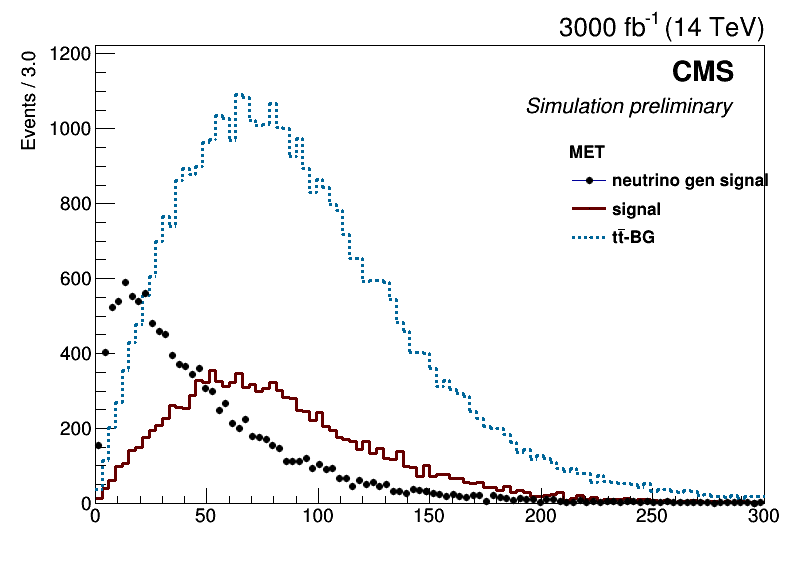 3000 fb⁻¹ (14 TeV)
CMS
Simulation preliminary
MET
neutrino gen signal
signal
tt̄-BG
Events / 3.0
1200
1000
800
600
400
200
0
0 50 100 150 200 250 300